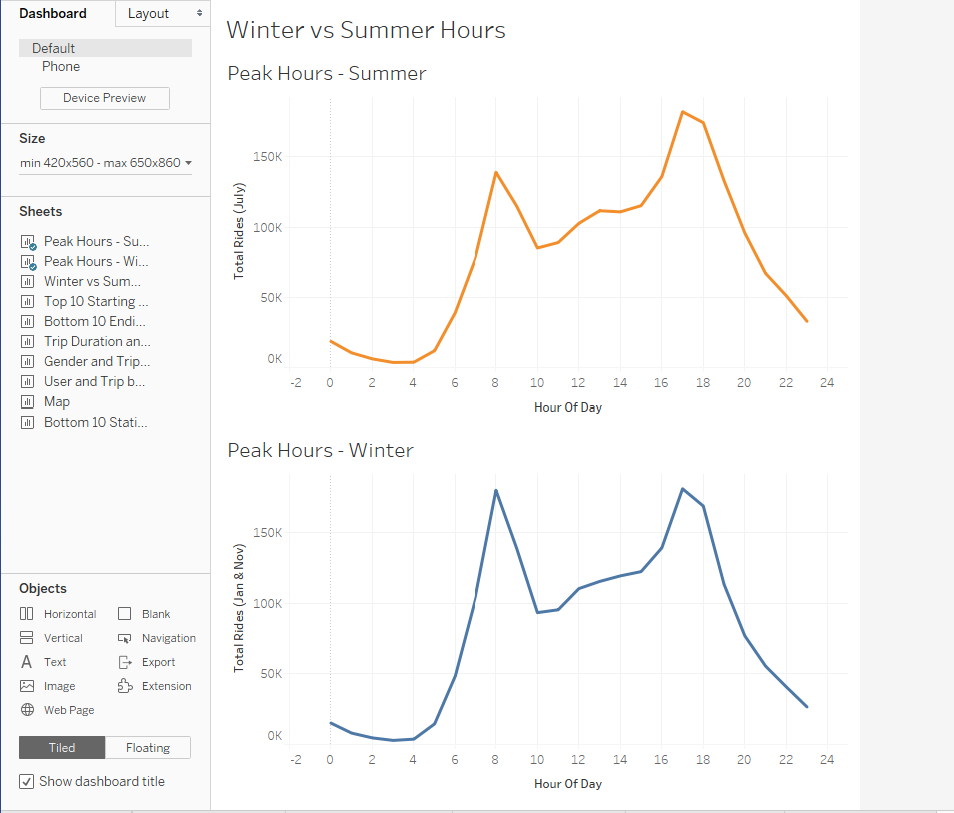 Dashboard
Layout
Default
Phone
Device Preview
Size
min 420x560 - max 650x860
Sheets
Peak Hours - Su...
Peak Hours - Wi...
Winter vs Sum...
Top 10 Starting ...
Bottom 10 Endi...
Trip Duration an...
Gender and Trip...
User and Trip b...
Map
Bottom 10 Stati...
Objects
Horizontal Blank
Vertical Navigation
Text Export
Image Extension
Web Page
Tiled Floating
Show dashboard title
Winter vs Summer Hours
Peak Hours - Summer
Total Rides (July)
150K
100K
50K
0K
-2 0 2 4 6 8 10 12 14 16 18 20 22 24
Hour Of Day
Peak Hours - Winter
Total Rides (Jan & Nov)
150K
100K
50K
0K
-2 0 2 4 6 8 10 12 14 16 18 20 22 24
Hour Of Day